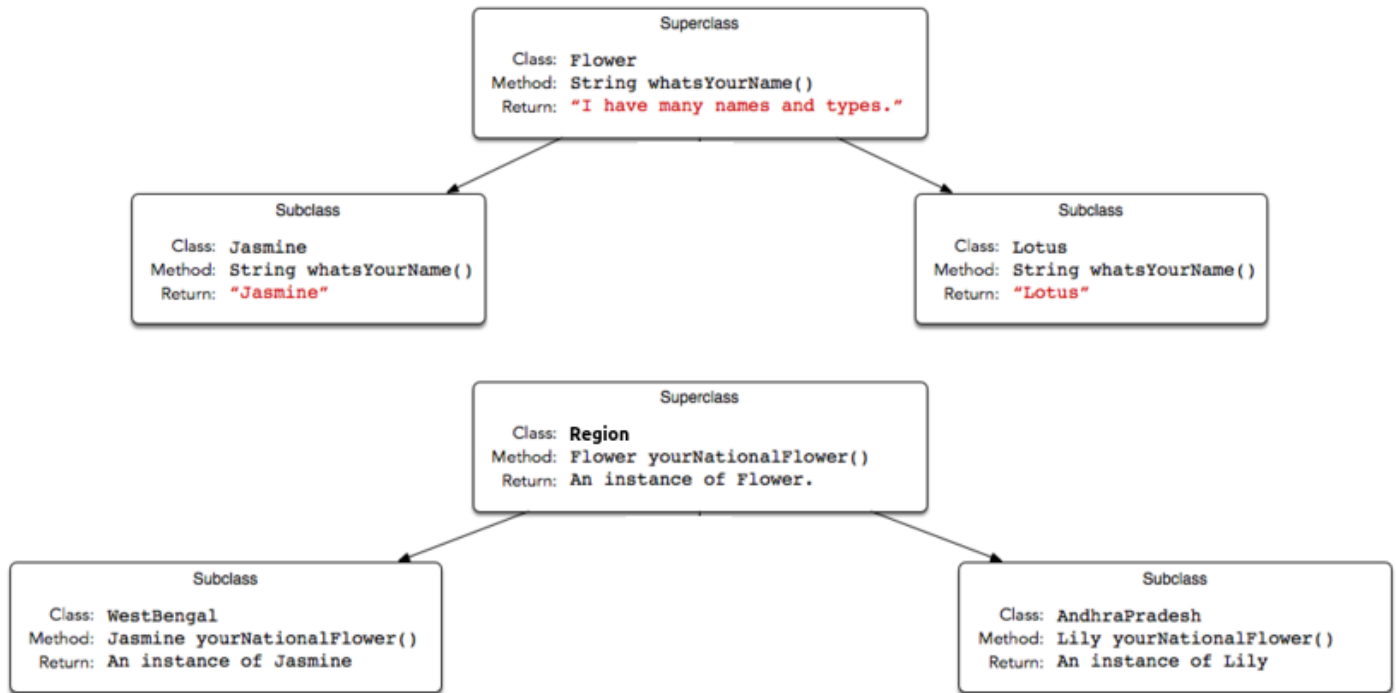 Superclass
Class: Flower
Method: String whatsYourName()
Return: “I have many names and types.”
Subclass
Class: Jasmine
Method: String whatsYourName()
Return: “Jasmine”
Subclass
Class: Lotus
Method: String whatsYourName()
Return: “Lotus”
Superclass
Class: Region
Method: Flower yourNationalFlower()
Return: An instance of Flower.
Subclass
Class: WestBengal
Method: Jasmine yourNationalFlower()
Return: An instance of Jasmine
Subclass
Class: AndhraPradesh
Method: Lily yourNationalFlower()
Return: An instance of Lily